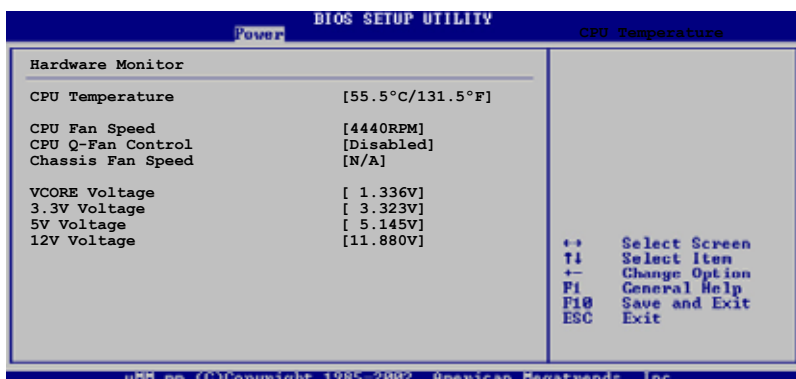 BIOS SETUP UTILITY
Power
CPU Temperature
Hardware Monitor
CPU Temperature [55.5°C/131.5°F]
CPU Fan Speed [4440RPM]
CPU Q-Fan Control [Disabled]
Chassis Fan Speed [N/A]
VCORE Voltage [ 1.336V]
3.3V Voltage [ 3.323V]
5V Voltage [ 5.145V]
12V Voltage [11.880V]
←→ Select Screen
↑↓ Select Item
+- Change Option
F1 General Help
F10 Save and Exit
ESC Exit
(C)Copyright 1985-2002, American Megatrends, Inc.